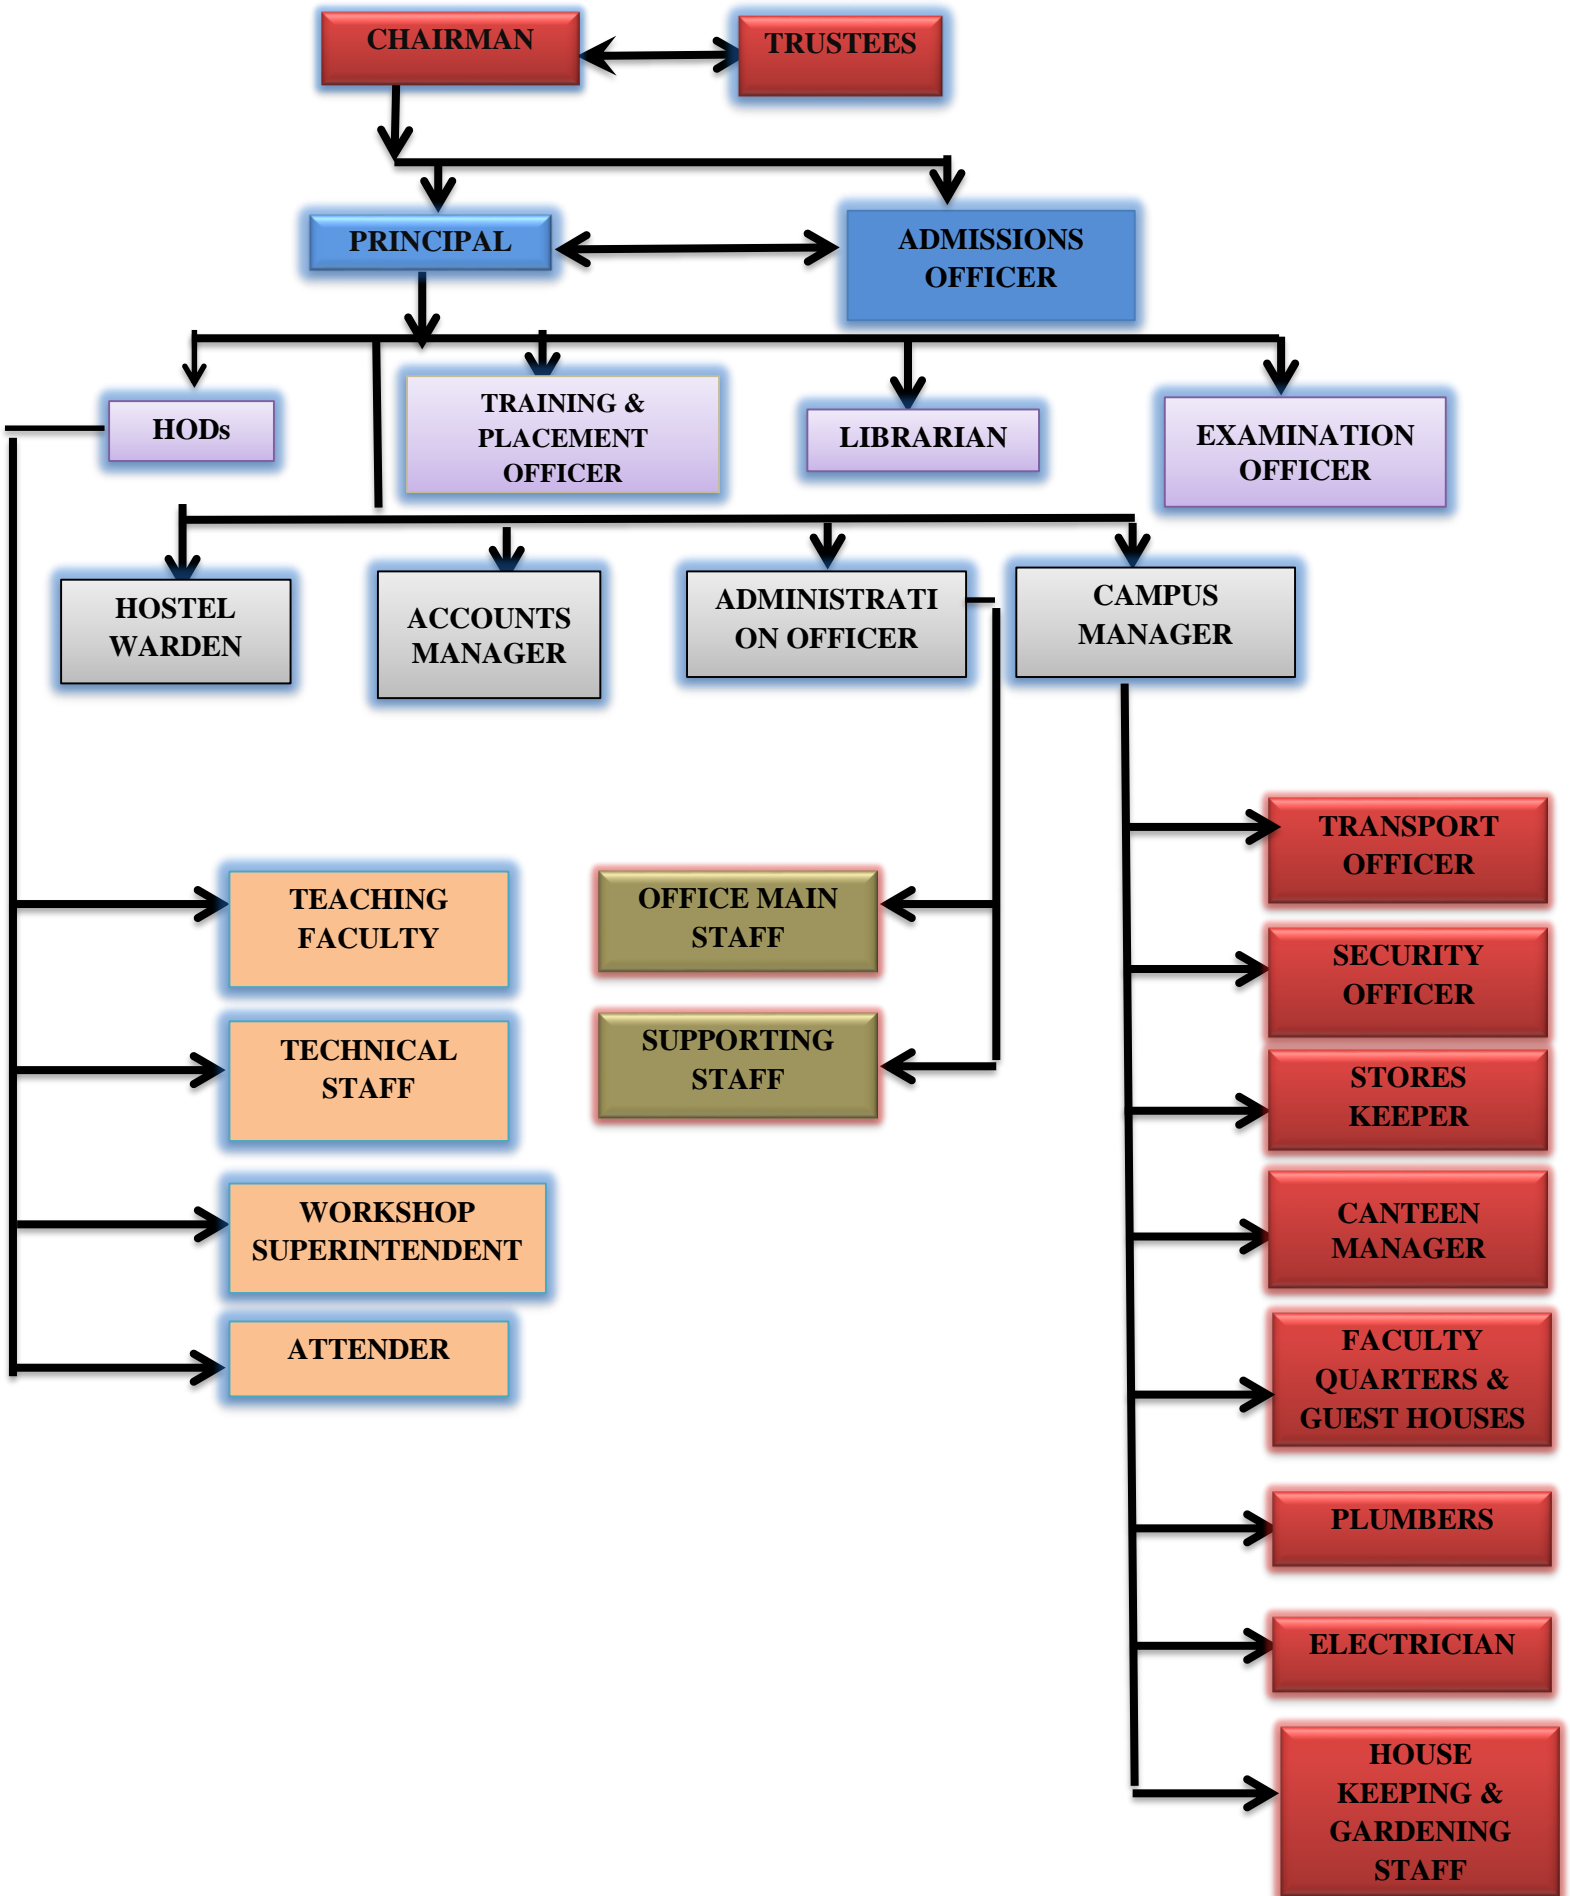 CHAIRMAN
TRUSTEES
PRINCIPAL
ADMISSIONS
OFFICER
HODs
TRAINING &
PLACEMENT
OFFICER
LIBRARIAN
EXAMINATION
OFFICER
HOSTEL
WARDEN
ACCOUNTS
MANAGER
ADMINISTRATI
ON OFFICER
CAMPUS
MANAGER
TEACHING
FACULTY
TECHNICAL
STAFF
WORKSHOP
SUPERINTENDENT
ATTENDER
OFFICE MAIN
STAFF
SUPPORTING
STAFF
TRANSPORT
OFFICER
SECURITY
OFFICER
STORES
KEEPER
CANTEEN
MANAGER
FACULTY
QUARTERS &
GUEST HOUSES
PLUMBERS
ELECTRICIAN
HOUSE
KEEPING &
GARDENING
STAFF